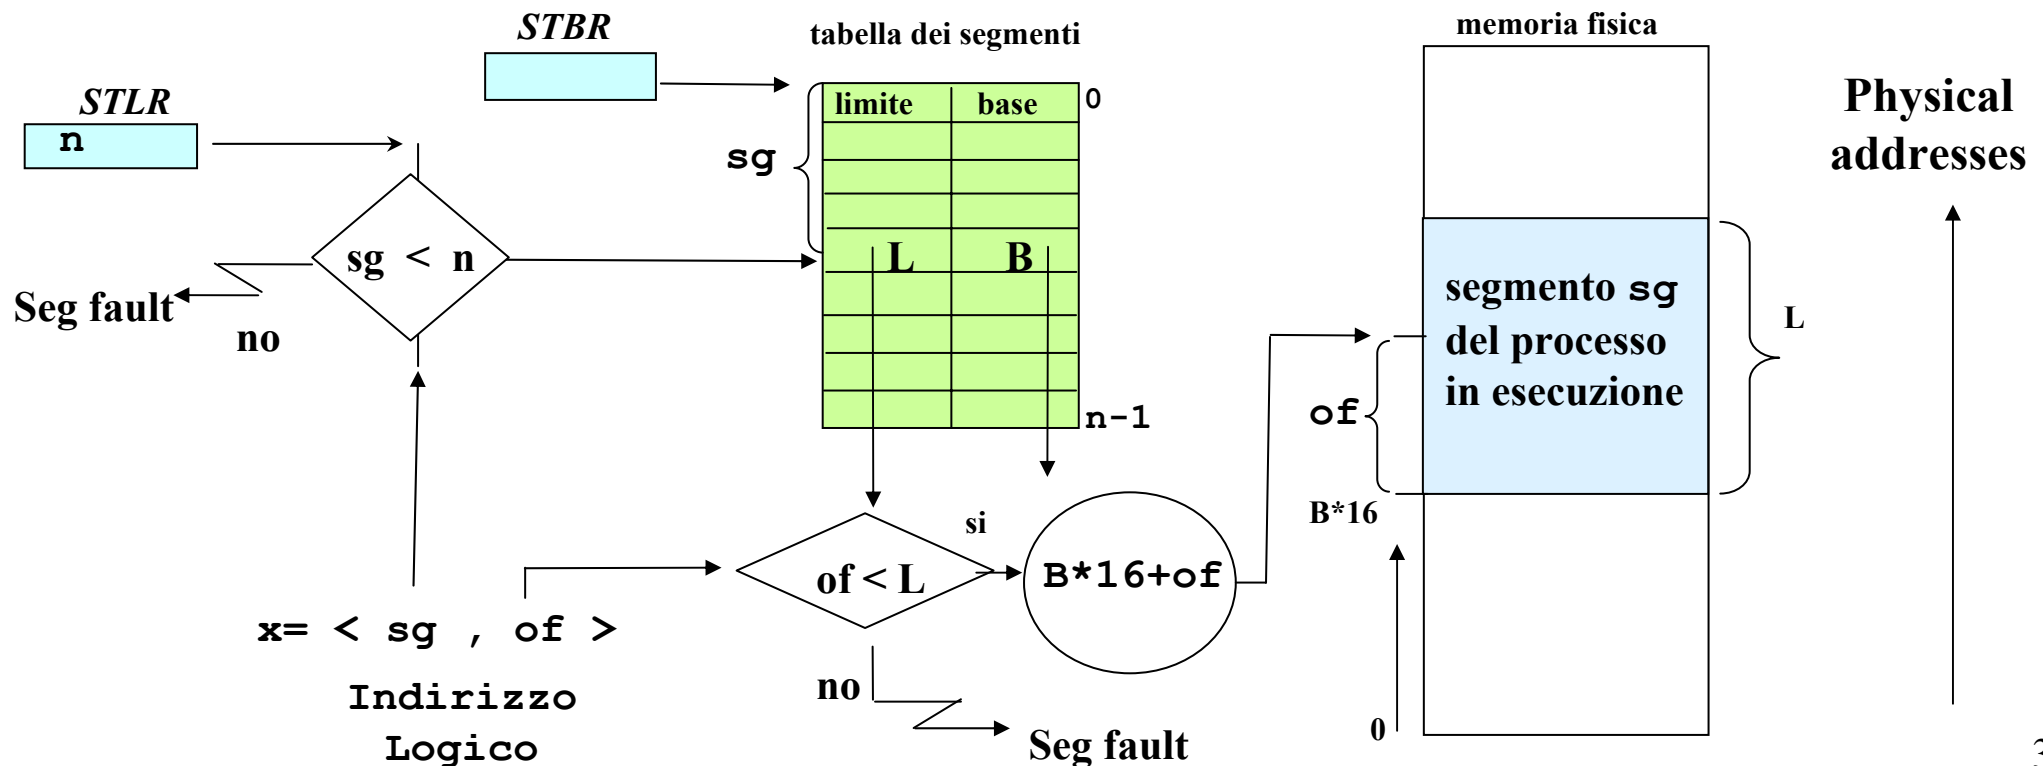 STBR
tabella dei segmenti
memoria fisica
STLR
n
limite base
0
sg
Physical
addresses
sg < n
L B
Seg fault
no
segmento sg
del processo
in esecuzione
L
of
n-1
B*16
si
of < L
B*16+of
x= < sg , of >
Indirizzo
Logico
no
Seg fault
0